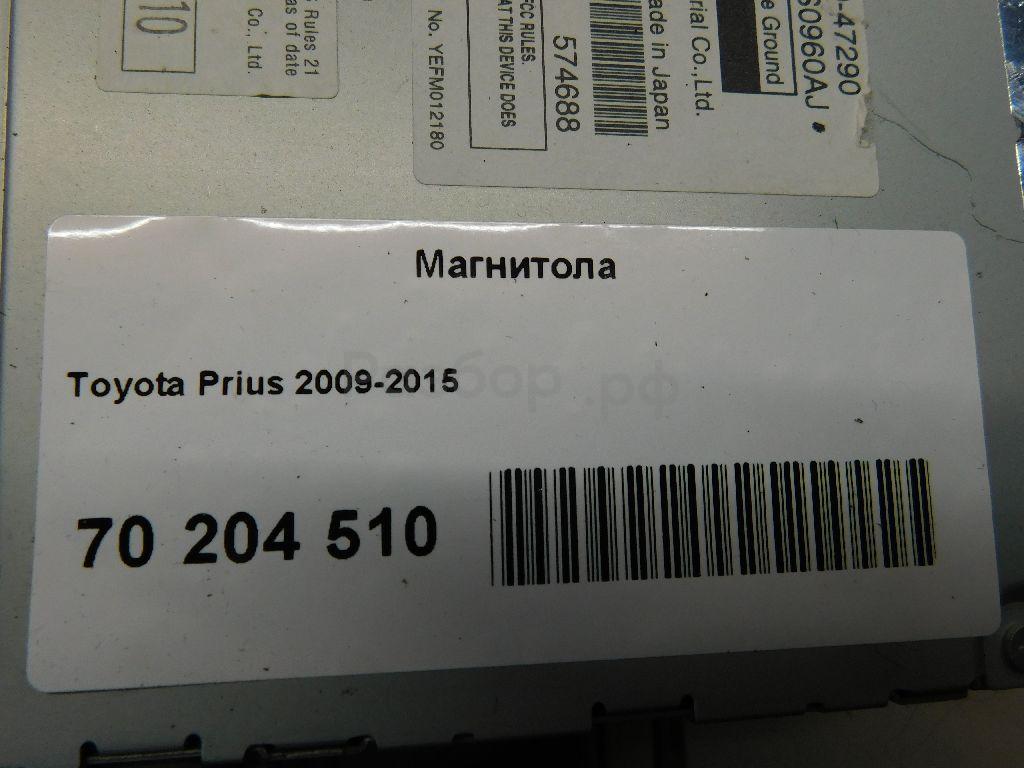 10
Rules 21
as of date
Co., Ltd.
No. YEFM012180
FCC RULES.
AT THIS DEVICE DOES
574688
ade in Japan
rial Co.,Ltd.
e Ground
60960AJ
-47290
Магнитола
Toyota Prius 2009-2015
70 204 510